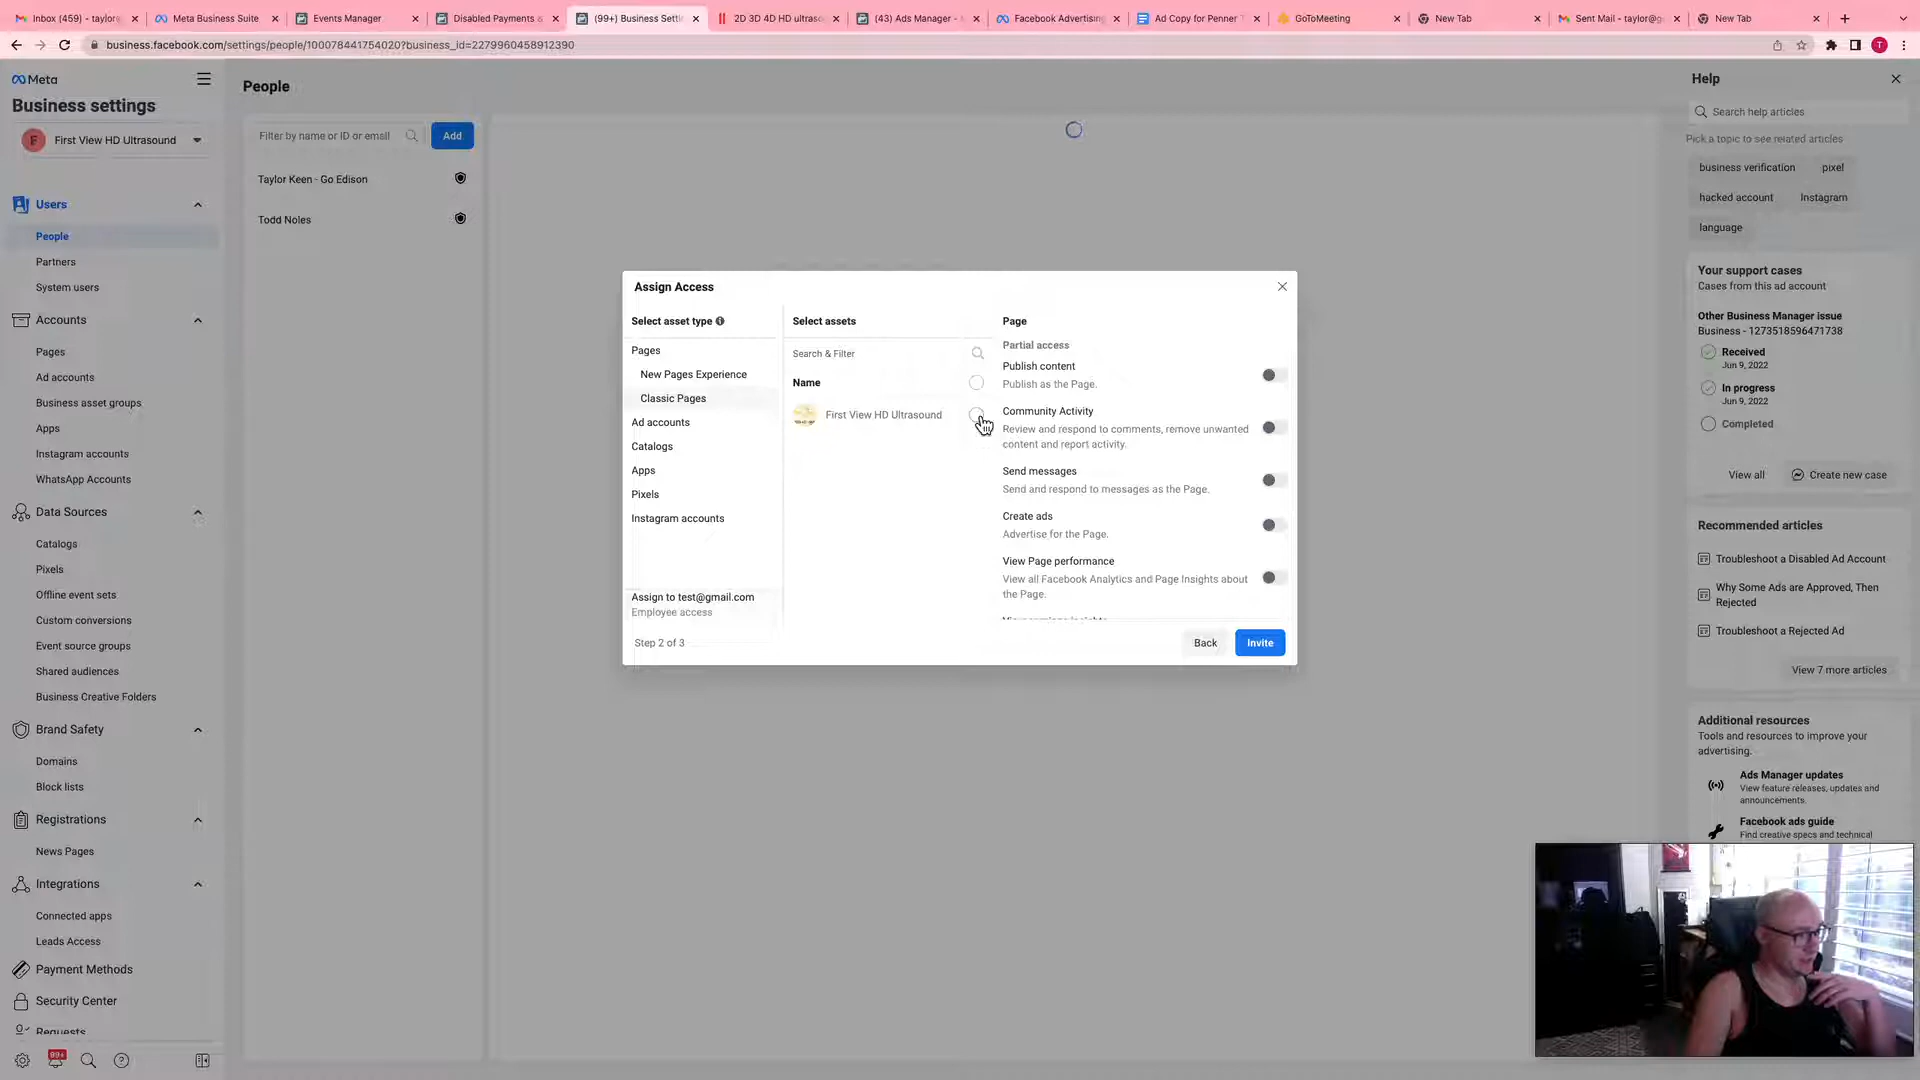 Inbox (459) - taylor@
Meta Business Suite
Events Manager
Disabled Payments &
(99+) Business Setti
2D 3D 4D HD ultraso
(43) Ads Manager -
Facebook Advertising
Ad Copy for Penner T
GoToMeeting
New Tab
Sent Mail - taylor@g
New Tab
business.facebook.com/settings/people/100078441754020?business_id=2279960458912390
T
Meta
Business settings
F
First View HD Ultrasound
Users
People
Partners
System users
Accounts
Pages
Ad accounts
Business asset groups
Apps
Instagram accounts
WhatsApp Accounts
Data Sources
Catalogs
Pixels
Offline event sets
Custom conversions
Event source groups
Shared audiences
Business Creative Folders
Brand Safety
Domains
Block lists
Registrations
News Pages
Integrations
Connected apps
Leads Access
Payment Methods
Security Center
Requests
99+
People
Filter by name or ID or email
Add
Taylor Keen - Go Edison
Todd Noles
Assign Access
Select asset type
Pages
New Pages Experience
Classic Pages
Ad accounts
Catalogs
Apps
Pixels
Instagram accounts
Assign to test@gmail.com
Employee access
Step 2 of 3
Select assets
Search & Filter
Name
First View HD Ultrasound
Page
Partial access
Publish content
Publish as the Page.
Community Activity
Review and respond to comments, remove unwanted
content and report activity.
Send messages
Send and respond to messages as the Page.
Create ads
Advertise for the Page.
View Page performance
View all Facebook Analytics and Page Insights about
the Page.
Back
Invite
Help
Search help articles
Pick a topic to see related articles
business verification
pixel
hacked account
Instagram
language
Your support cases
Cases from this ad account
Other Business Manager issue
Business - 1273518596471738
Received
Jun 9, 2022
In progress
Jun 9, 2022
Completed
View all
Create new case
Recommended articles
Troubleshoot a Disabled Ad Account
Why Some Ads are Approved, Then
Rejected
Troubleshoot a Rejected Ad
View 7 more articles
Additional resources
Tools and resources to improve your
advertising.
Ads Manager updates
View feature releases, updates and
announcements.
Facebook ads guide
Find creative specs and technical